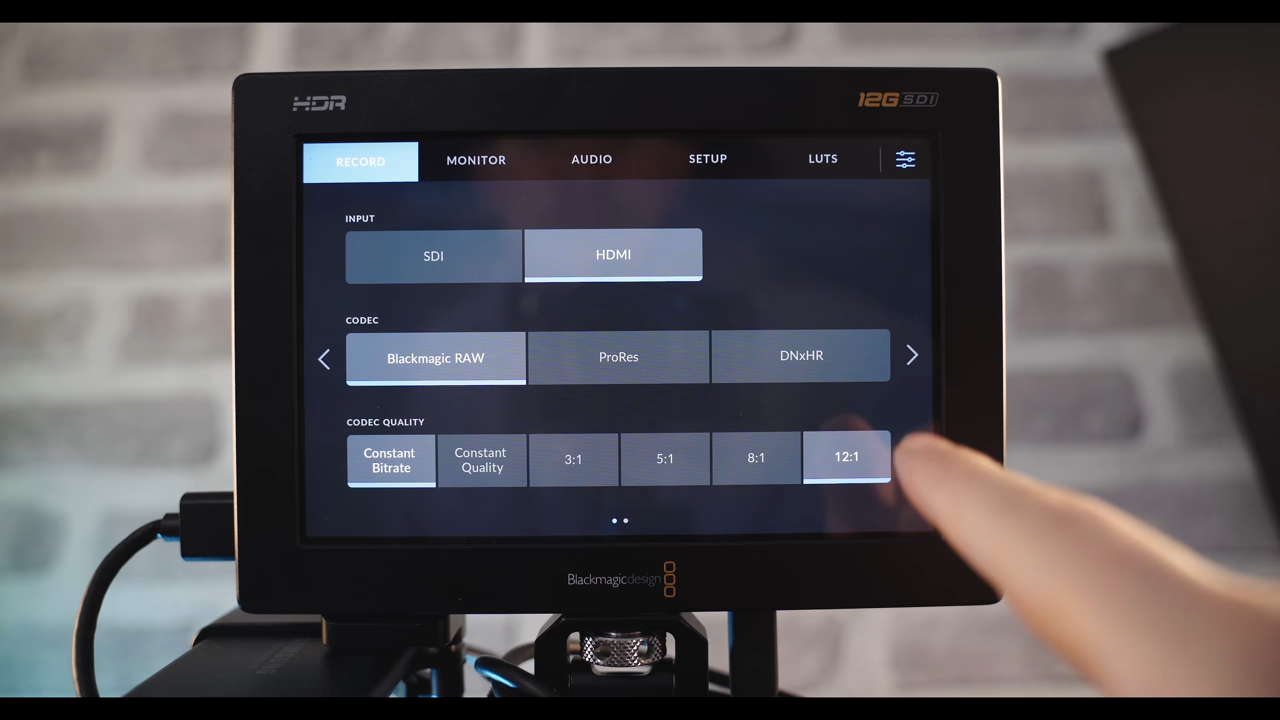 HDR
12G SDI
RECORD MONITOR AUDIO SETUP LUTS
INPUT
SDI HDMI
CODEC
Blackmagic RAW ProRes DNxHR
CODEC QUALITY
Constant Bitrate Constant Quality 3:1 5:1 8:1 12:1
Blackmagicdesign